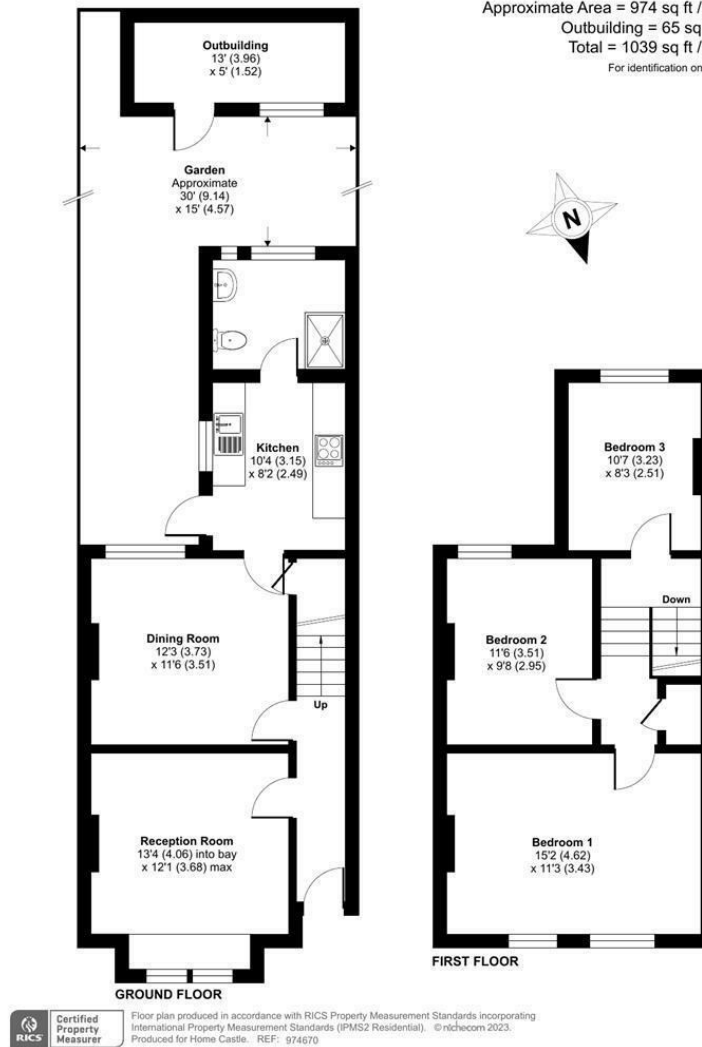 Approximate Area = 974 sq ft /
Outbuilding = 65 sq
Total = 1039 sq ft /
For identification on
Outbuilding
13' (3.96)
x 5' (1.52)
Garden
Approximate
30' (9.14)
x 15' (4.57)
N
Kitchen
10'4 (3.15)
x 8'2 (2.49)
Bedroom 3
10'7 (3.23)
x 8'3 (2.51)
Dining Room
12'3 (3.73)
x 11'6 (3.51)
Up
Bedroom 2
11'6 (3.51)
x 9'8 (2.95)
Down
Reception Room
13'4 (4.06) into bay
x 12'1 (3.68) max
Bedroom 1
15'2 (4.62)
x 11'3 (3.43)
FIRST FLOOR
GROUND FLOOR
RICS
Certified
Property
Measurer
Floor plan produced in accordance with RICS Property Measurement Standards incorporating
International Property Measurement Standards (IPMS2 Residential). © nichecom 2023.
Produced for Home Castle. REF: 974670